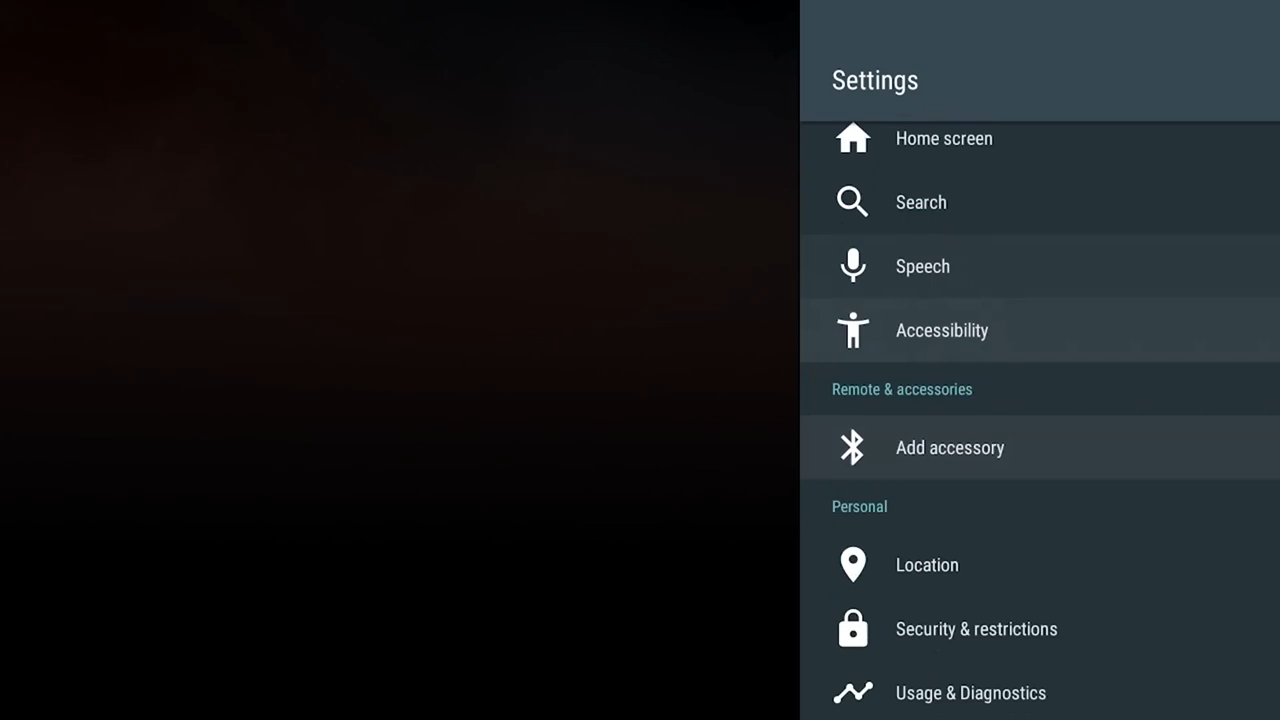 Settings
Home screen
Search
Speech
Accessibility
Remote & accessories
Add accessory
Personal
Location
Security & restrictions
Usage & Diagnostics